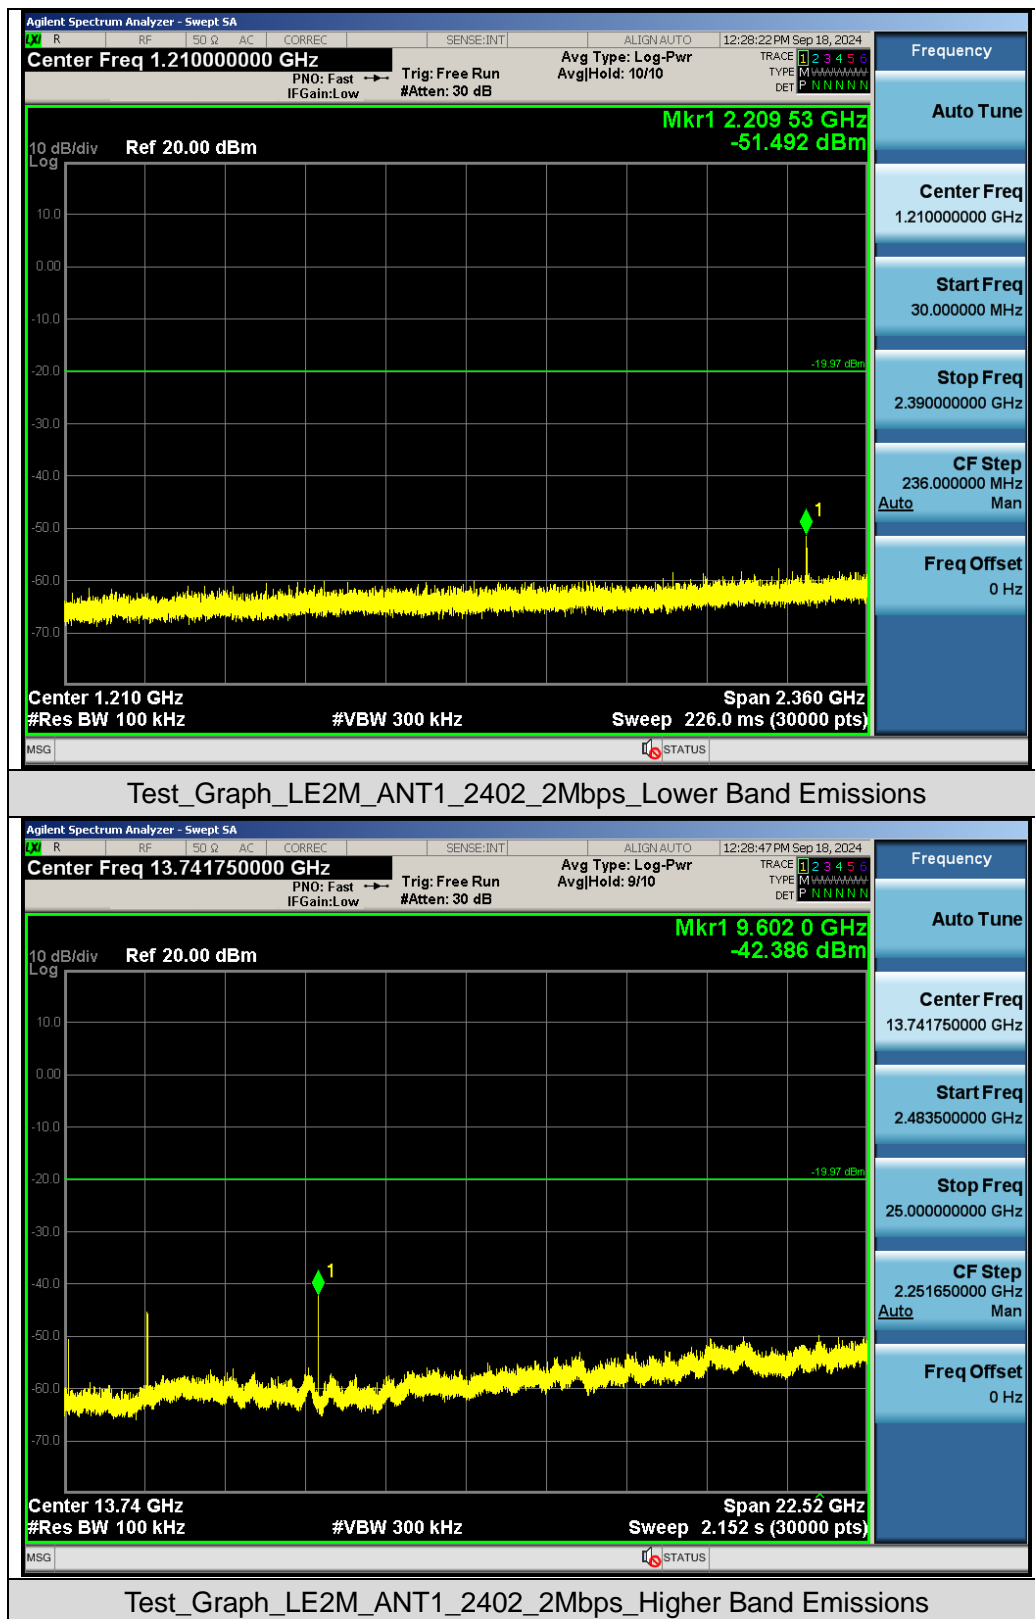 Agilent Spectrum Analyzer - Swept SA
LXI R RF 50 Ω AC CORREC SENSE:INT ALIGN AUTO 12:28:22 PM Sep 18, 2024
Center Freq 1.210000000 GHz
PNO: Fast
IFGain:Low
Trig: Free Run
#Atten: 30 dB
Avg Type: Log-Pwr
Avg|Hold: 10/10
TRACE 1 2 3 4 5 6
TYPE M
DET P N N N N N
Mkr1 2.209 53 GHz
-51.492 dBm
10 dB/div
Log
Ref 20.00 dBm
10.0
0.00
-10.0
-20.0
-19.97 dBm
-30.0
-40.0
-50.0
1
-60.0
-70.0
Center 1.210 GHz
Span 2.360 GHz
#Res BW 100 kHz
#VBW 300 kHz
Sweep 226.0 ms (30000 pts)
MSG
STATUS
Frequency
Auto Tune
Center Freq
1.210000000 GHz
Start Freq
30.000000 MHz
Stop Freq
2.390000000 GHz
CF Step
236.000000 MHz
Auto Man
Freq Offset
0 Hz
Test_Graph_LE2M_ANT1_2402_2Mbps_Lower Band Emissions
Agilent Spectrum Analyzer - Swept SA
LXI R RF 50 Ω AC CORREC SENSE:INT ALIGN AUTO 12:28:47 PM Sep 18, 2024
Center Freq 13.741750000 GHz
PNO: Fast
IFGain:Low
Trig: Free Run
#Atten: 30 dB
Avg Type: Log-Pwr
Avg|Hold: 9/10
TRACE 1 2 3 4 5 6
TYPE M
DET P N N N N N
Mkr1 9.602 0 GHz
-42.386 dBm
10 dB/div
Log
Ref 20.00 dBm
10.0
0.00
-10.0
-20.0
-19.97 dBm
-30.0
-40.0
1
-50.0
-60.0
-70.0
Center 13.74 GHz
Span 22.52 GHz
#Res BW 100 kHz
#VBW 300 kHz
Sweep 2.152 s (30000 pts)
MSG
STATUS
Frequency
Auto Tune
Center Freq
13.741750000 GHz
Start Freq
2.483500000 GHz
Stop Freq
25.000000000 GHz
CF Step
2.251650000 GHz
Auto Man
Freq Offset
0 Hz
Test_Graph_LE2M_ANT1_2402_2Mbps_Higher Band Emissions